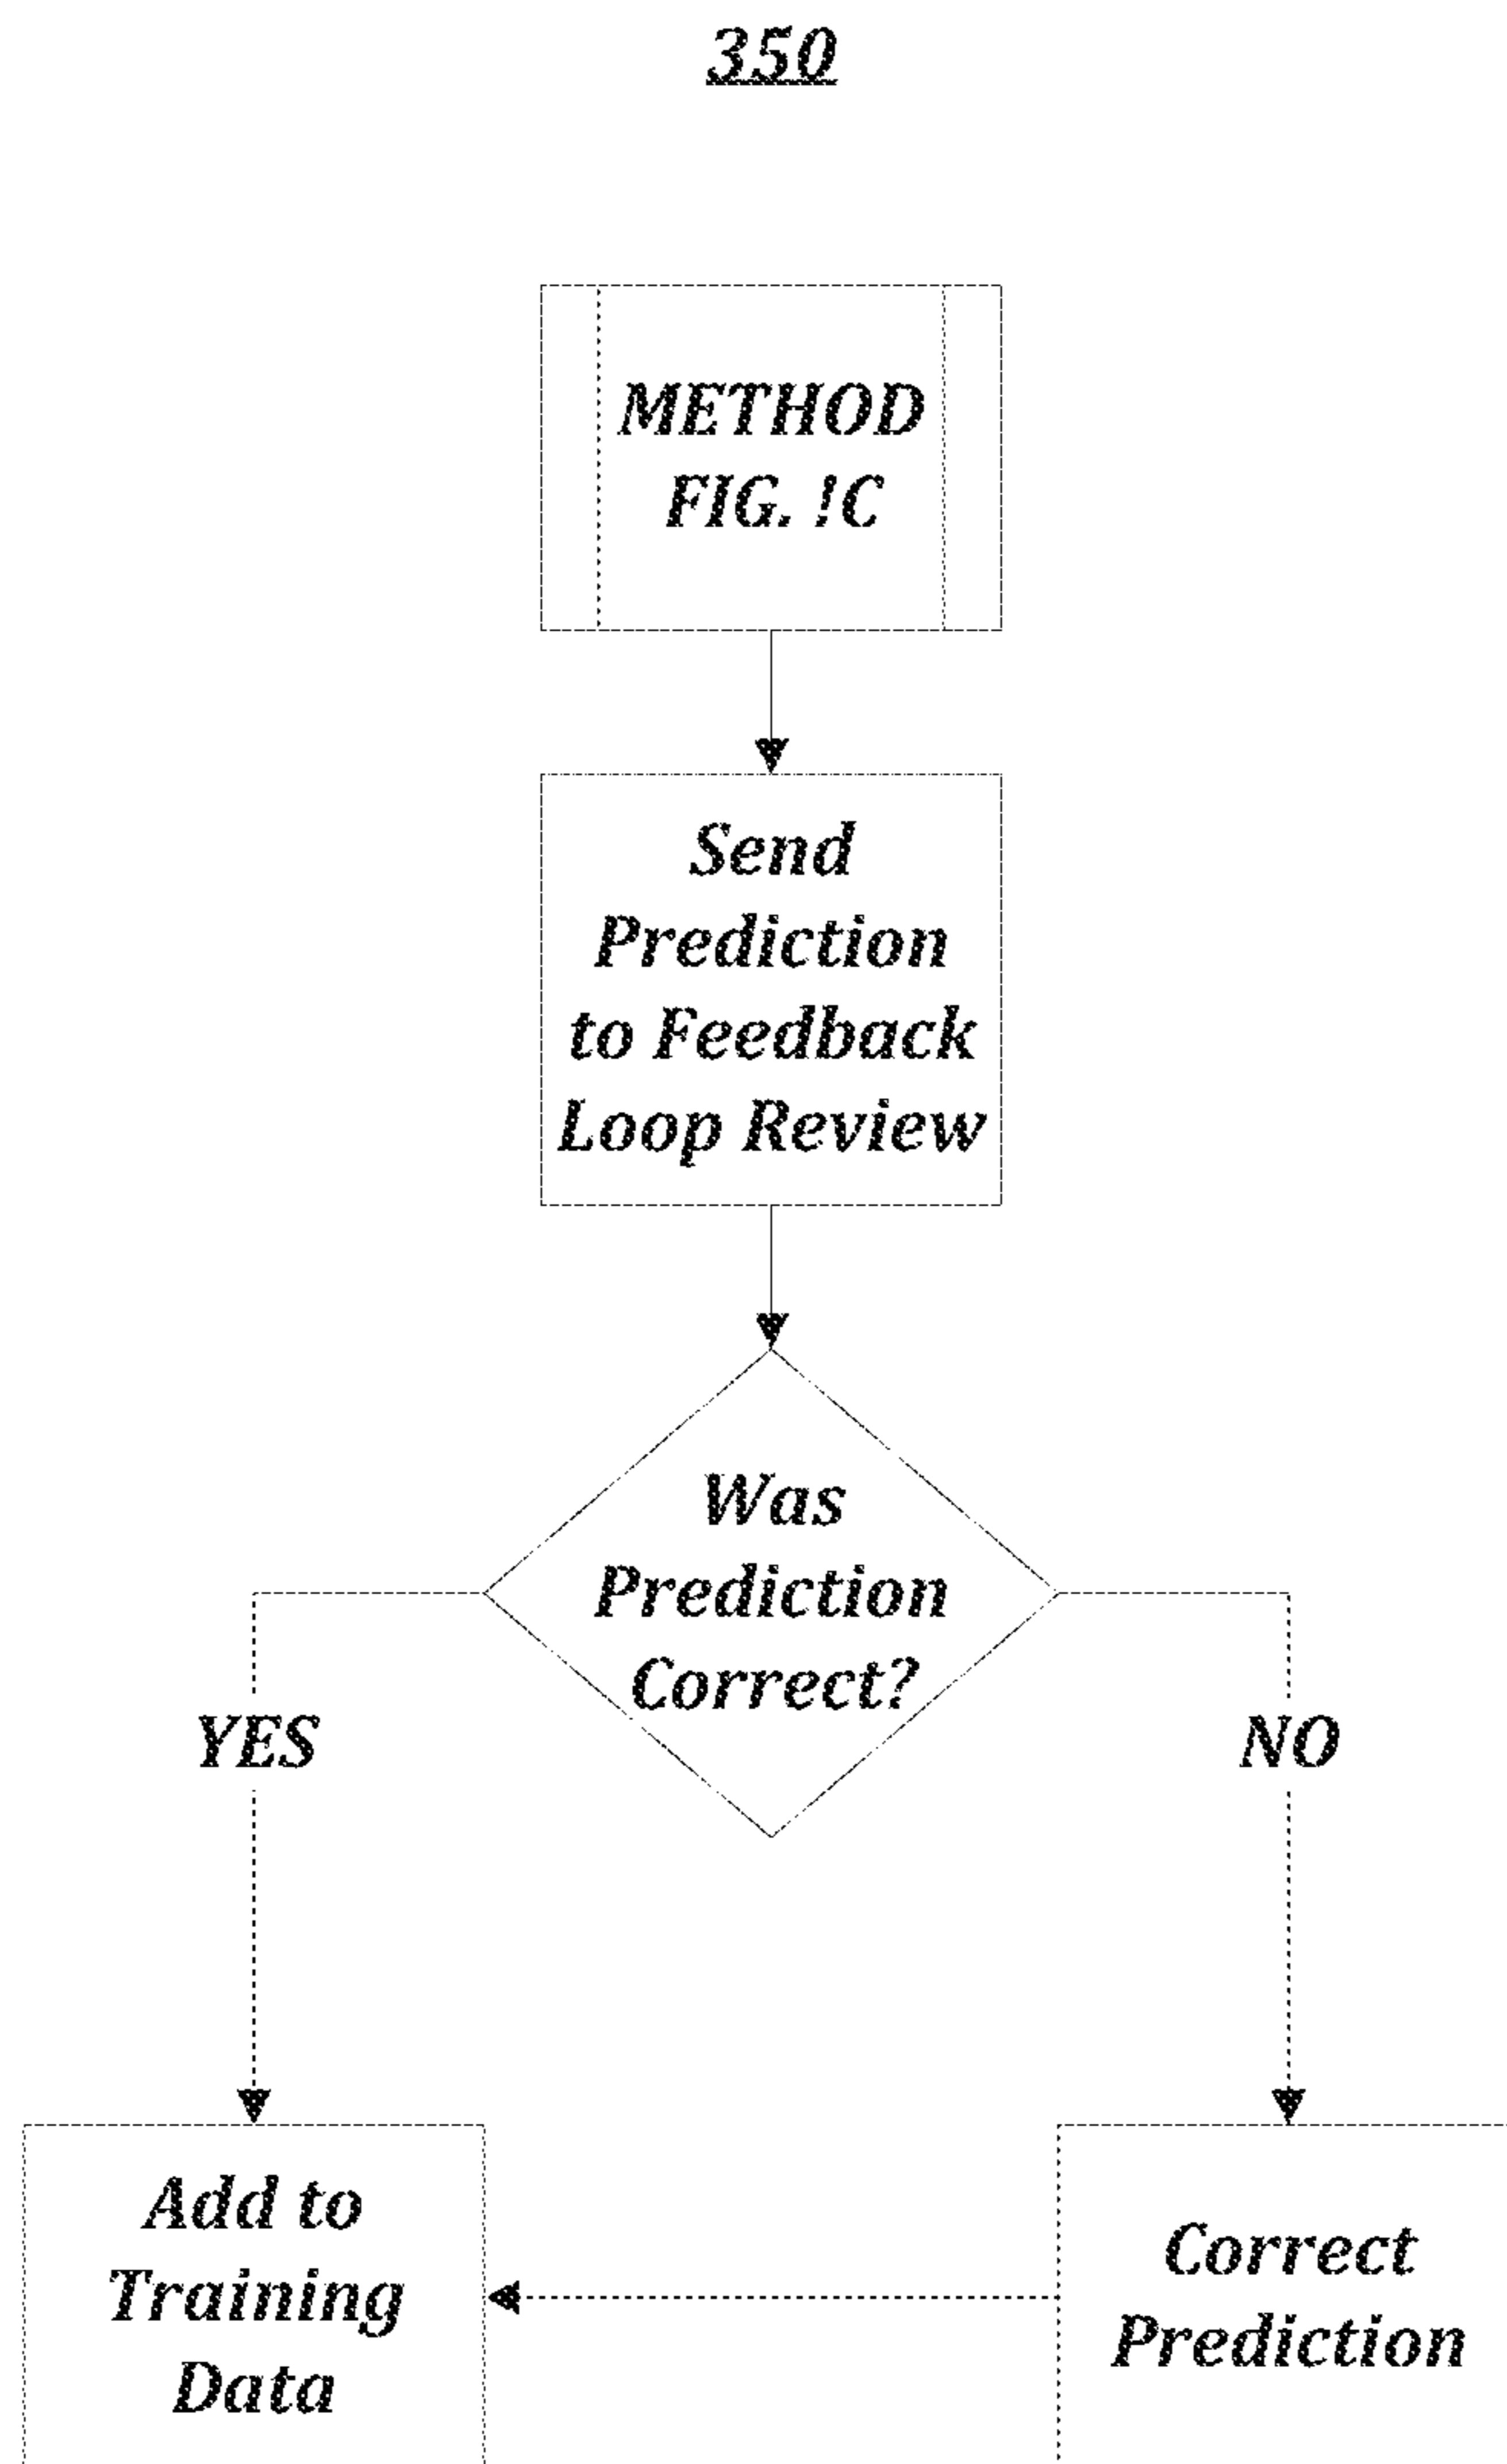 350
METHOD
FIG. !C
Send
Prediction
to Feedback
Loop Review
Was
Prediction
Correct?
YES
NO
Add to
Training
Data
Correct
Prediction